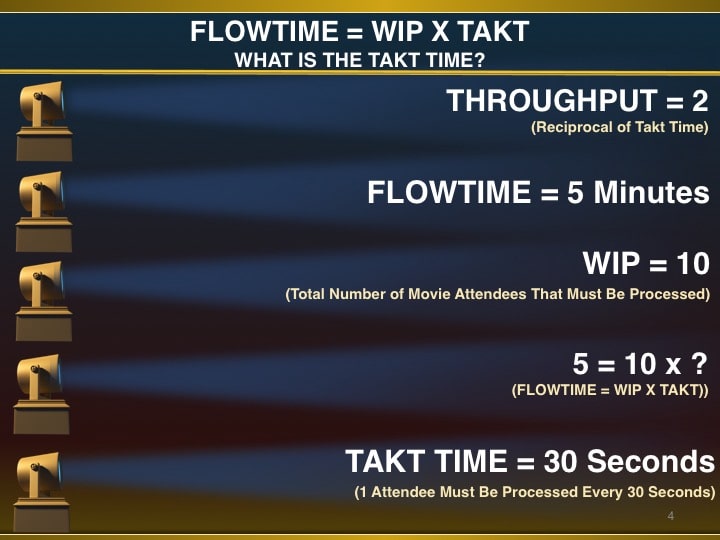 FLOWTIME = WIP X TAKT
WHAT IS THE TAKT TIME?
THROUGHPUT = 2
(Reciprocal of Takt Time)
FLOWTIME = 5 Minutes
WIP = 10
(Total Number of Movie Attendees That Must Be Processed)
5 = 10 x ?
(FLOWTIME = WIP X TAKT))
TAKT TIME = 30 Seconds
(1 Attendee Must Be Processed Every 30 Seconds)
4